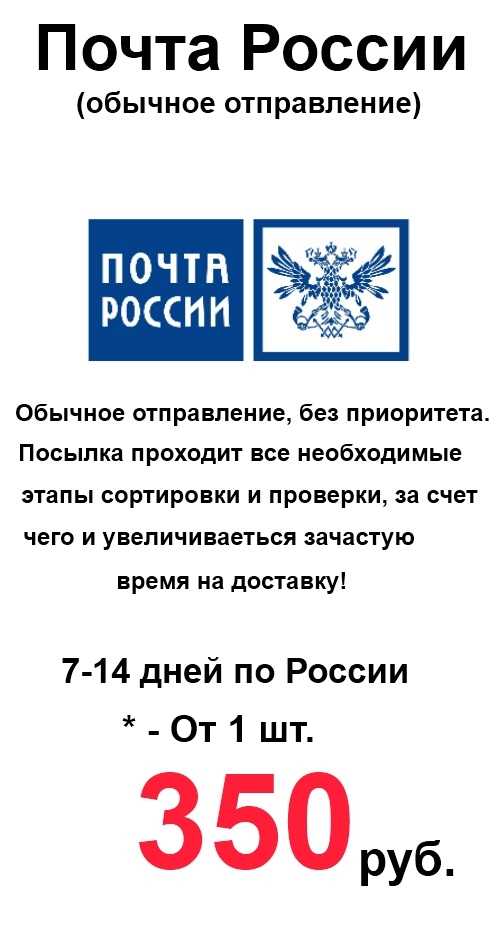 Почта России
(обычное отправление)
ПОЧТА
РОССИИ
Обычное отправление, без приоритета.
Посылка проходит все необходимые
этапы сортировки и проверки, за счет
чего и увеличиваеться зачастую
время на доставку!
7-14 дней по России
* - От 1 шт.
350 руб.